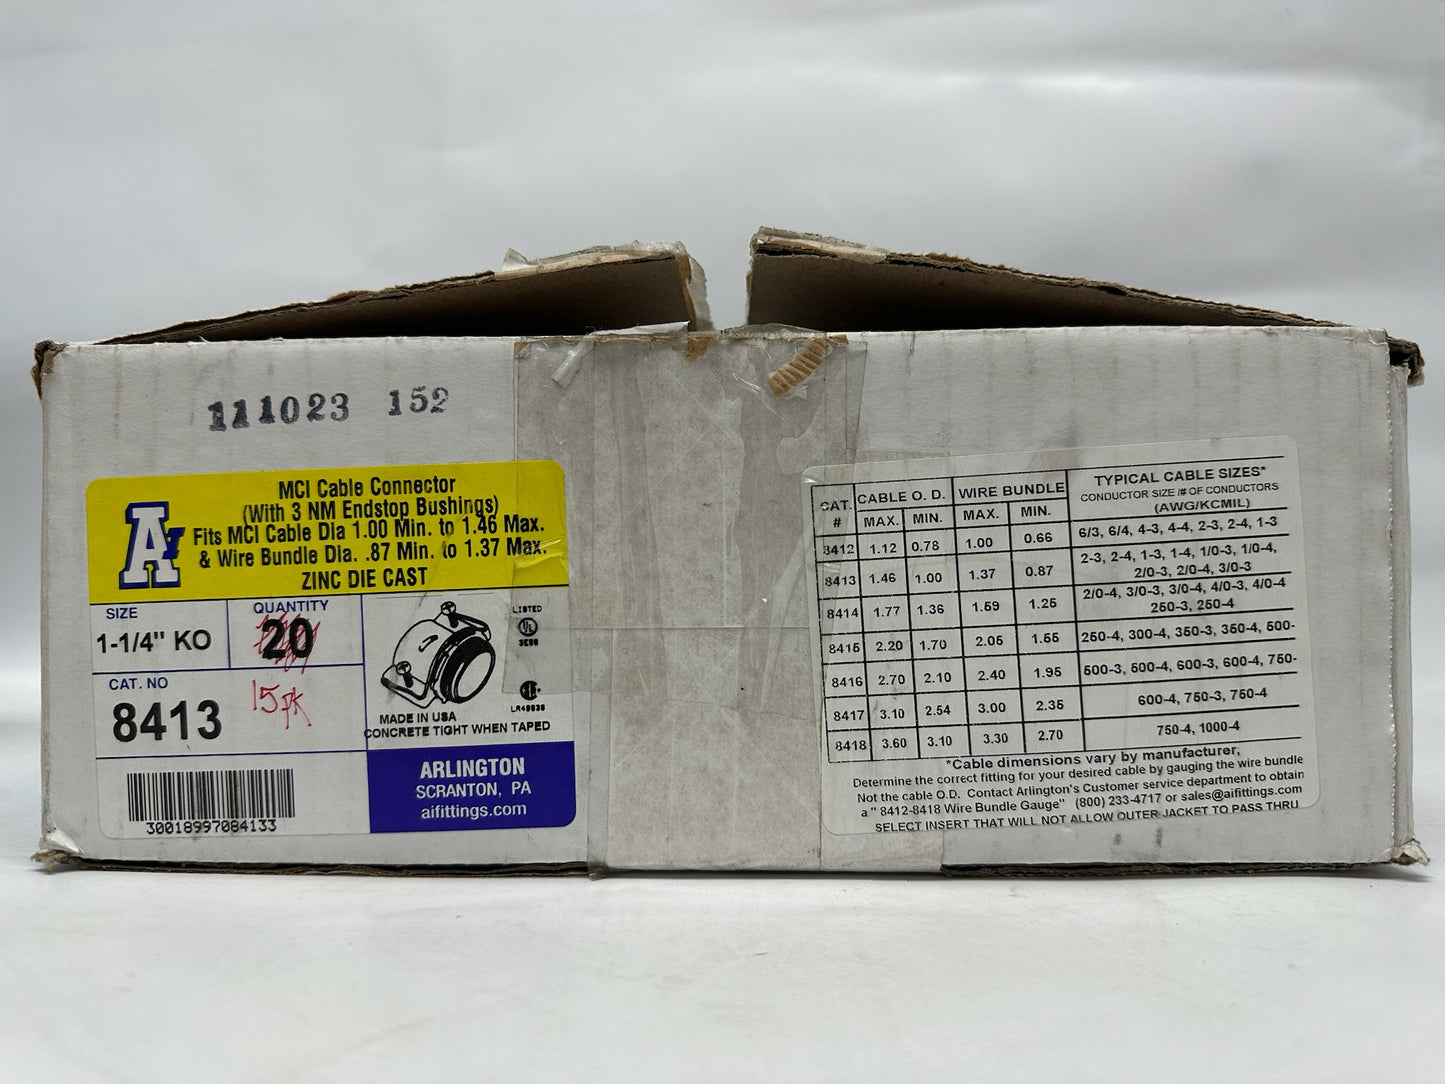 111023 152
MCI Cable Connector
(With 3 NM Endstop Bushings)
Fits MCI Cable Dia 1.00 Min. to 1.46 Max.
& Wire Bundle Dia. .87 Min. to 1.37 Max.
ZINC DIE CAST
A
SIZE
1-1/4" KO
QUANTITY
20
CAT. NO
8413
15 pk
LISTED
UL
CSA
MADE IN USA
CONCRETE TIGHT WHEN TAPED
30018997084133
ARLINGTON
SCRANTON, PA
aifittings.com
CAT. # CABLE O. D. WIRE BUNDLE TYPICAL CABLE SIZES*
CONDUCTOR SIZE /# OF CONDUCTORS
(AWG/KCMIL)
MAX. MIN. MAX. MIN.
8412 1.12 0.78 1.00 0.66 6/3, 6/4, 4-3, 4-4, 2-3, 2-4, 1-3
8413 1.46 1.00 1.37 0.87 2-3, 2-4, 1-3, 1-4, 1/0-3, 1/0-4,
2/0-3, 2/0-4, 3/0-3
8414 1.77 1.36 1.59 1.25 2/0-4, 3/0-3, 3/0-4, 4/0-3, 4/0-4
250-3, 250-4
8415 2.20 1.70 2.05 1.55 250-4, 300-4, 350-3, 350-4, 500-
8416 2.70 2.10 2.40 1.95 500-3, 500-4, 600-3, 600-4, 750-
8417 3.10 2.54 3.00 2.35 600-4, 750-3, 750-4
8418 3.60 3.10 3.30 2.70 750-4, 1000-4
*Cable dimensions vary by manufacturer,
Determine the correct fitting for your desired cable by gauging the wire bundle
Not the cable O.D. Contact Arlington's Customer service department to obtain
a " 8412-8418 Wire Bundle Gauge" (800) 233-4717 or sales@aifittings.com
SELECT INSERT THAT WILL NOT ALLOW OUTER JACKET TO PASS THRU